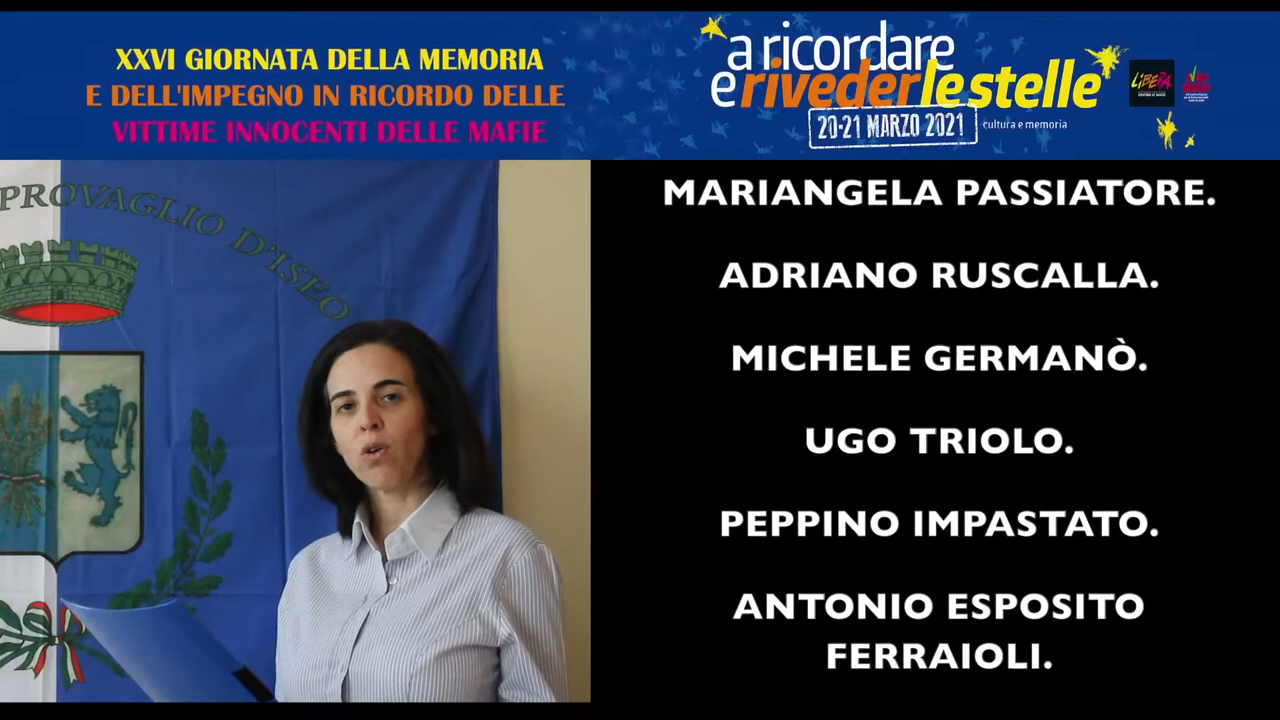 XXVI GIORNATA DELLA MEMORIA
E DELL'IMPEGNO IN RICORDO DELLE
VITTIME INNOCENTI DELLE MAFIE
a ricordare
e riveder le stelle
20-21 MARZO 2021
cultura e memoria
LIBERA
PROVAGLIO D'ISEO
MARIANGELA PASSIATORE.
ADRIANO RUSCALLA.
MICHELE GERMANÒ.
UGO TRIOLO.
PEPPINO IMPASTATO.
ANTONIO ESPOSITO
FERRAIOLI.